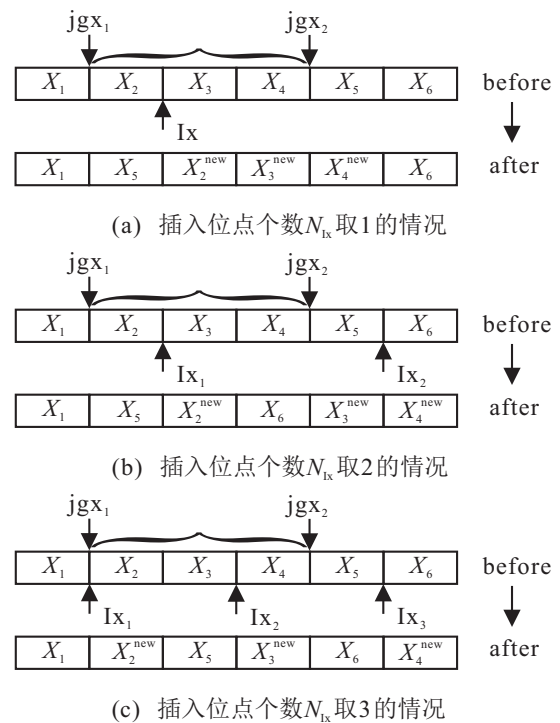 jgx₁ jgx₂
X₁ X₂ X₃ X₄ X₅ X₆ before
Ix
X₁ X₅ X₂ⁿᵉʷ X₃ⁿᵉʷ X₄ⁿᵉʷ X₆ after
(a) 插入位点个数N_Ix取1的情况
jgx₁ jgx₂
X₁ X₂ X₃ X₄ X₅ X₆ before
Ix₁ Ix₂
X₁ X₅ X₂ⁿᵉʷ X₆ X₃ⁿᵉʷ X₄ⁿᵉʷ after
(b) 插入位点个数N_Ix取2的情况
jgx₁ jgx₂
X₁ X₂ X₃ X₄ X₅ X₆ before
Ix₁ Ix₂ Ix₃
X₁ X₂ⁿᵉʷ X₅ X₃ⁿᵉʷ X₆ X₄ⁿᵉʷ after
(c) 插入位点个数N_Ix取3的情况